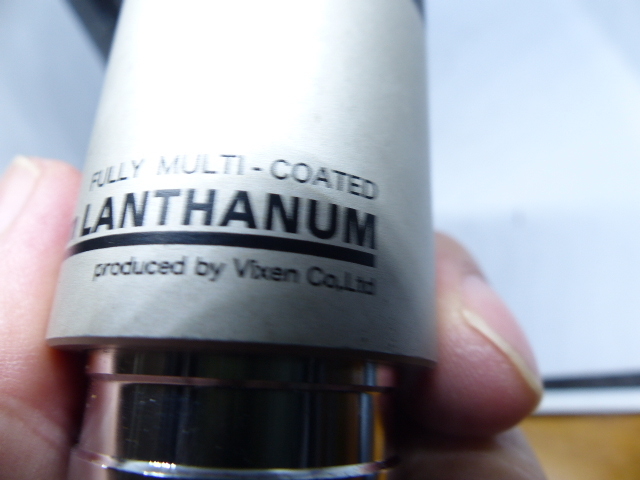 FULLY MULTI-COATED
LANTHANUM
produced by Vixen Co.,Ltd